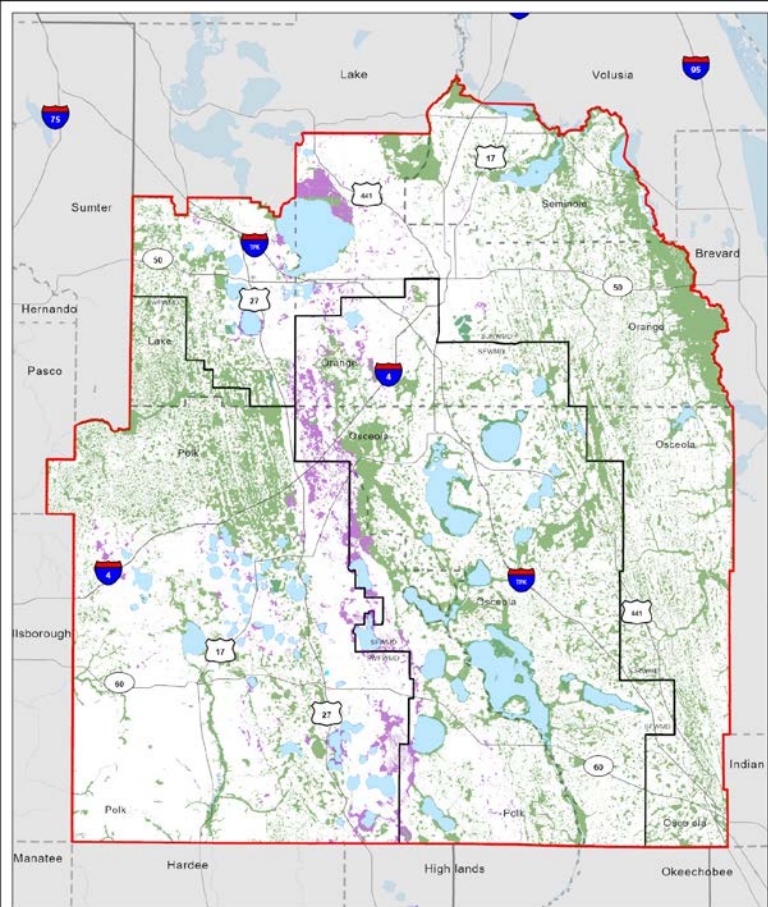 Lake
Volusia
95
75
17
441
Sumter
Seminole
TPK
50
Brevard
27
50
Hernando
SWFWMD
Lake
Orange
SJRWMD
SFWMD
Orange
Pasco
4
Osceola
Osceola
Polk
4
TPK
Osceola
441
llsborough
17
SFWMD
SWFWMD
60
SJRWMD
27
SFWMD
60
Indian
Polk
Polk
Osceola
Manatee
Hardee
Highlands
Okeechobee